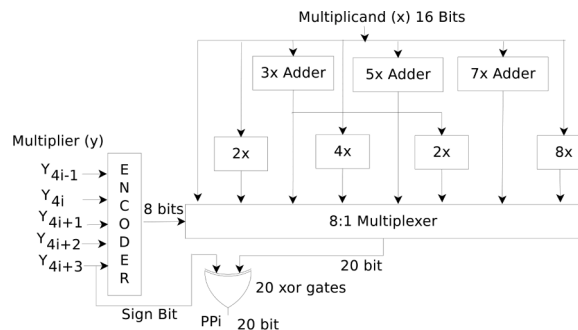 Multiplicand (x) 16 Bits
3x Adder
5x Adder
7x Adder
Multiplier (y)
2x
4x
2x
8x
Y4i-1
Y4i
Y4i+1
Y4i+2
Y4i+3
ENCODER
8 bits
8:1 Multiplexer
20 bit
20 xor gates
Sign Bit
PPi
20 bit